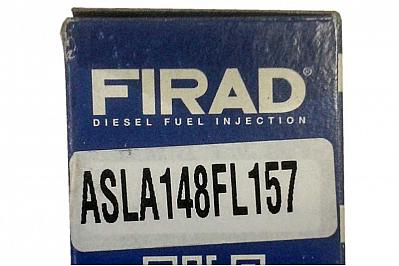 FIRAD®
DIESEL FUEL INJECTION
ASLA148FL157